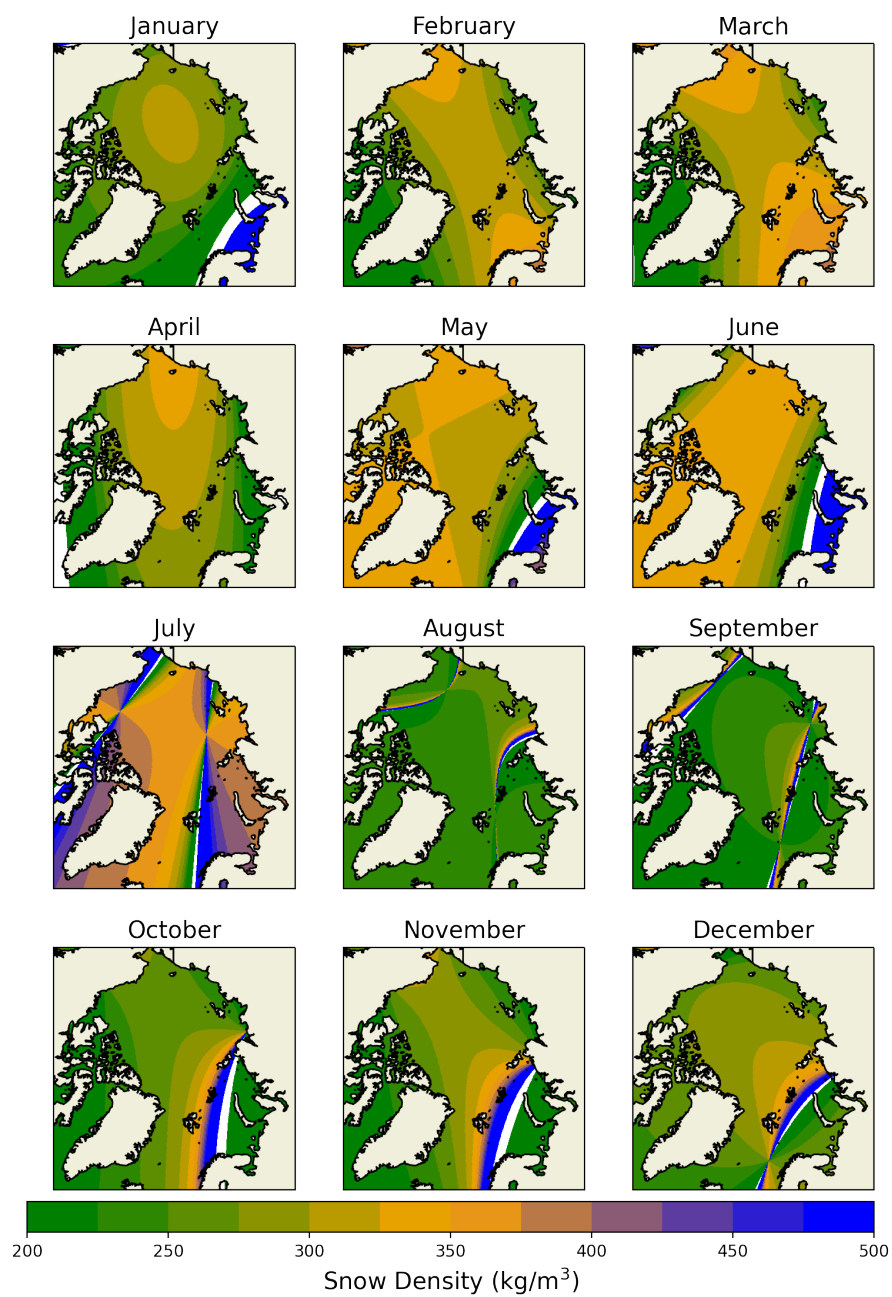 January February March
April May June
July August September
October November December
200 250 300 350 400 450 500
Snow Density (kg/m³)